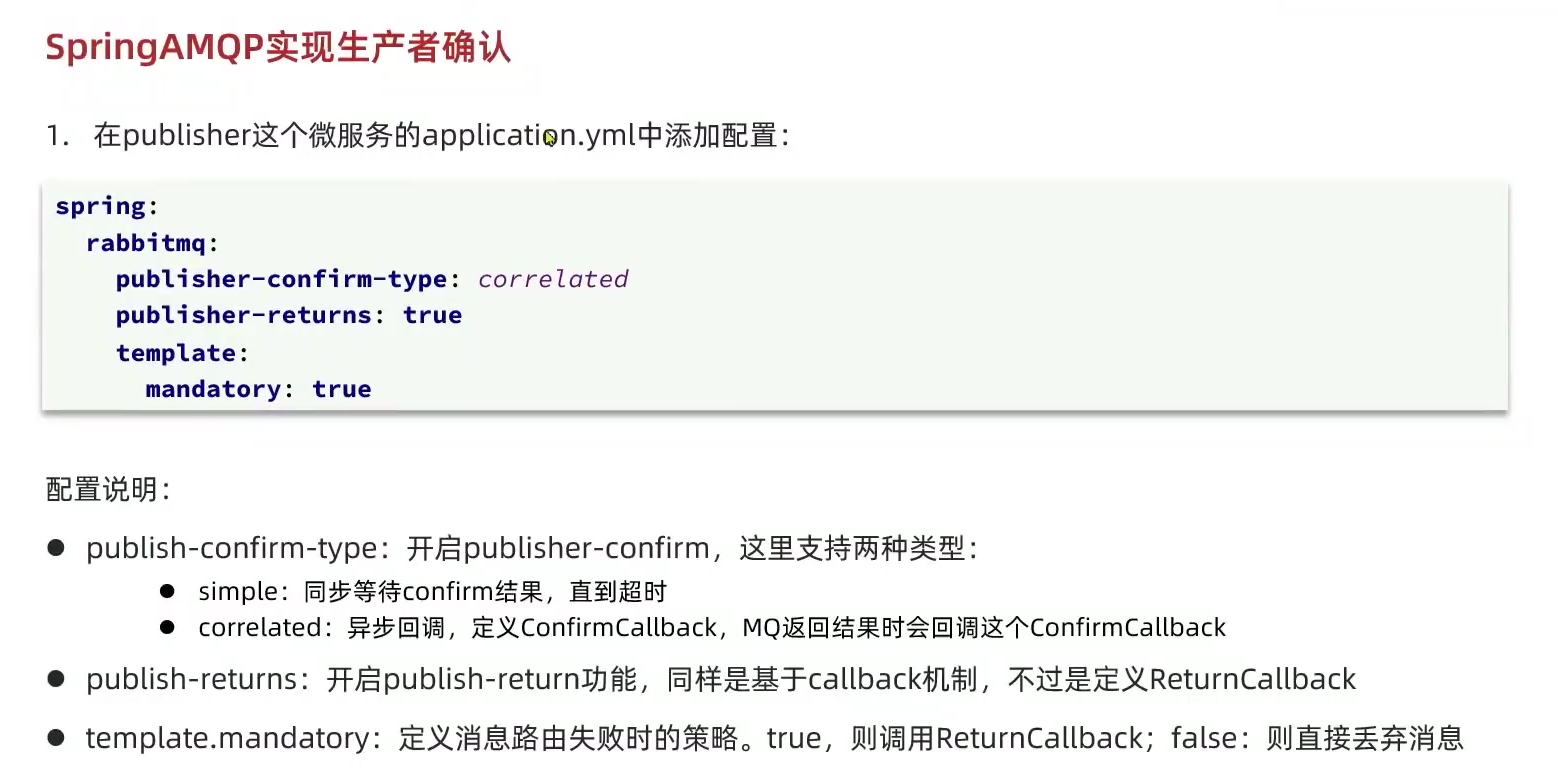 SpringAMQP实现生产者确认
1. 在publisher这个微服务的application.yml中添加配置：
spring:
  rabbitmq:
    publisher-confirm-type: correlated
    publisher-returns: true
    template:
      mandatory: true
配置说明：
● publish-confirm-type：开启publisher-confirm，这里支持两种类型：
● simple：同步等待confirm结果，直到超时
● correlated：异步回调，定义ConfirmCallback，MQ返回结果时会回调这个ConfirmCallback
● publish-returns：开启publish-return功能，同样是基于callback机制，不过是定义ReturnCallback
● template.mandatory：定义消息路由失败时的策略。true，则调用ReturnCallback；false：则直接丢弃消息